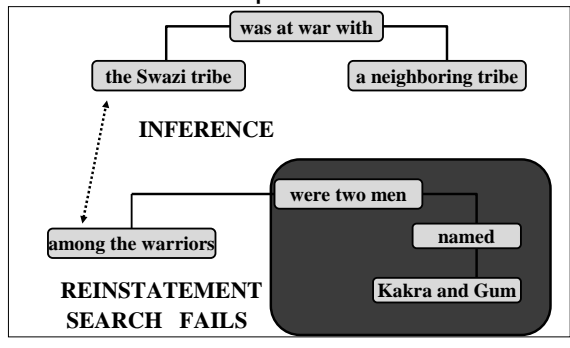 was at war with
the Swazi tribe
a neighboring tribe
INFERENCE
were two men
among the warriors
named
REINSTATEMENT
Kakra and Gum
SEARCH FAILS